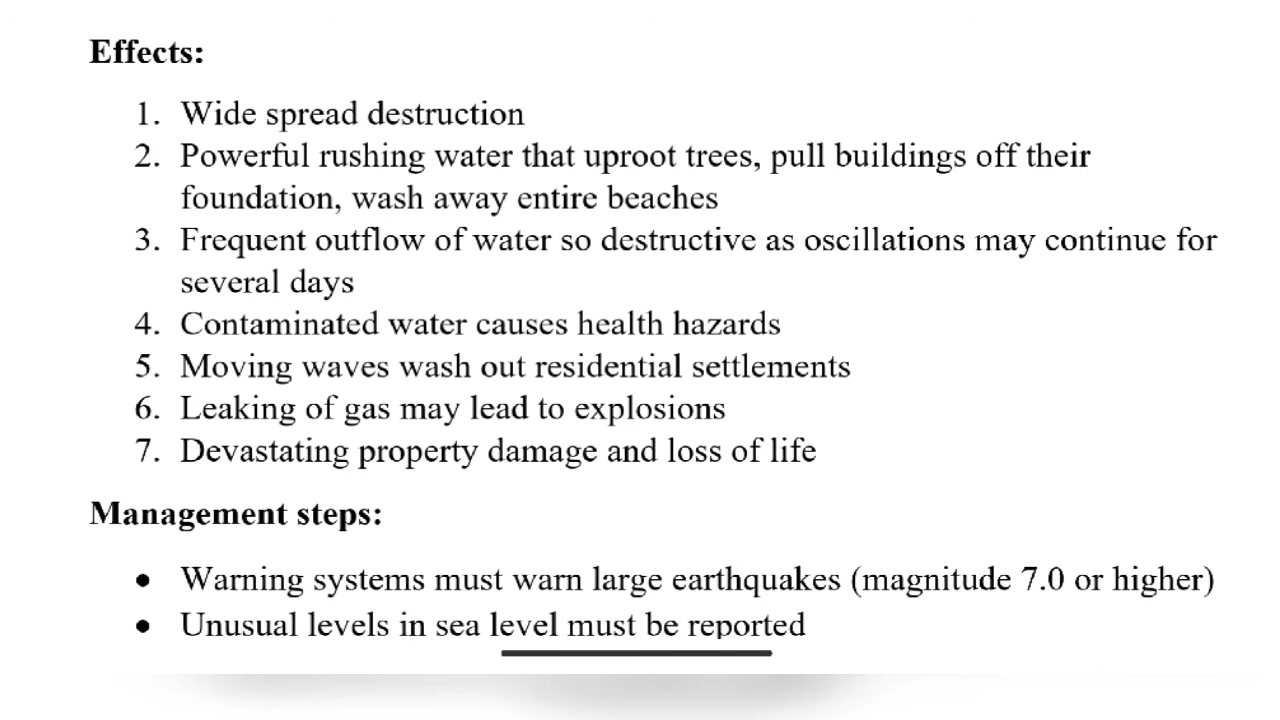 Effects:
1. Wide spread destruction
2. Powerful rushing water that uproot trees, pull buildings off their
foundation, wash away entire beaches
3. Frequent outflow of water so destructive as oscillations may continue for
several days
4. Contaminated water causes health hazards
5. Moving waves wash out residential settlements
6. Leaking of gas may lead to explosions
7. Devastating property damage and loss of life
Management steps:
• Warning systems must warn large earthquakes (magnitude 7.0 or higher)
• Unusual levels in sea level must be reported